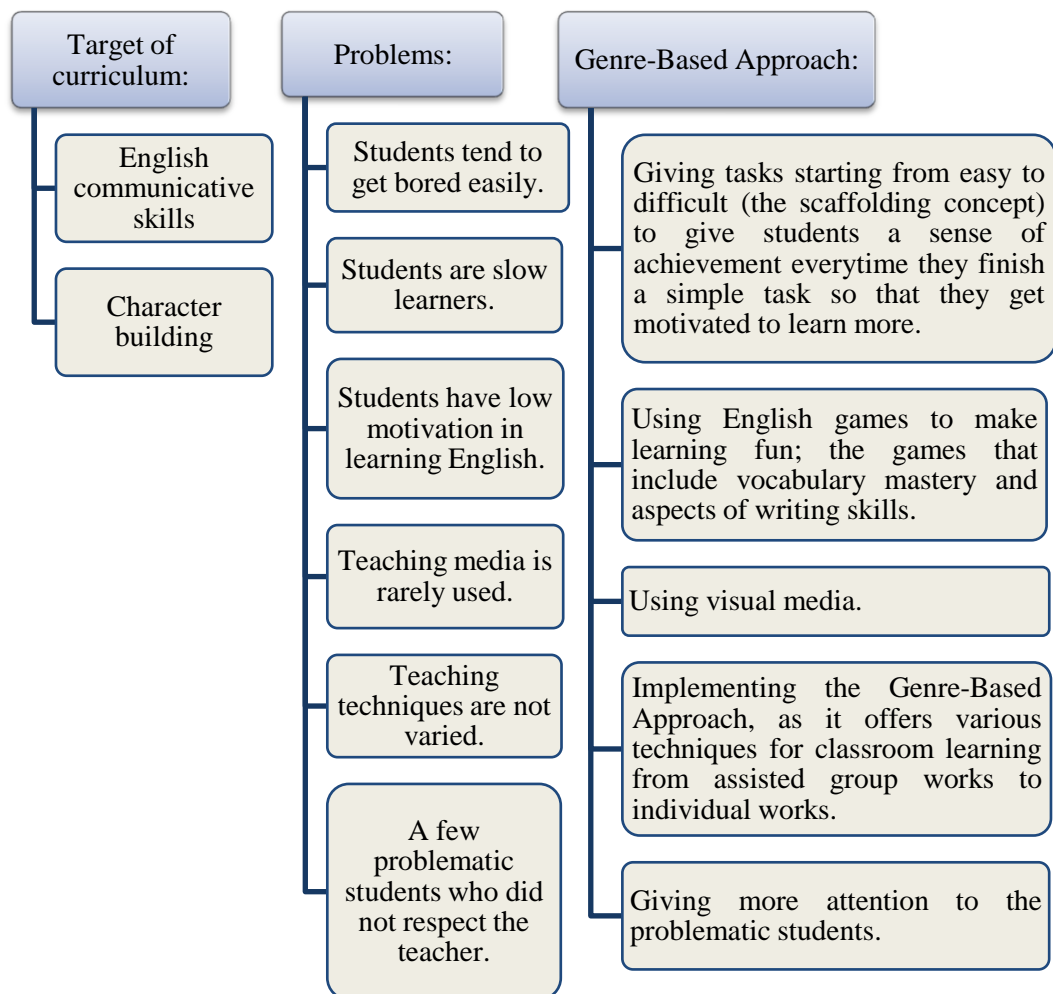 Target of
curriculum:
English
communicative
skills
Character
building
Problems:
Students tend to
get bored easily.
Students are slow
learners.
Students have low
motivation in
learning English.
Teaching media is
rarely used.
Teaching
techniques are not
varied.
A few
problematic
students who did
not respect the
teacher.
Genre-Based Approach:
Giving tasks starting from easy to
difficult (the scaffolding concept)
to give students a sense of
achievement everytime they finish
a simple task so that they get
motivated to learn more.
Using English games to make
learning fun; the games that
include vocabulary mastery and
aspects of writing skills.
Using visual media.
Implementing the Genre-Based
Approach, as it offers various
techniques for classroom learning
from assisted group works to
individual works.
Giving more attention to the
problematic students.